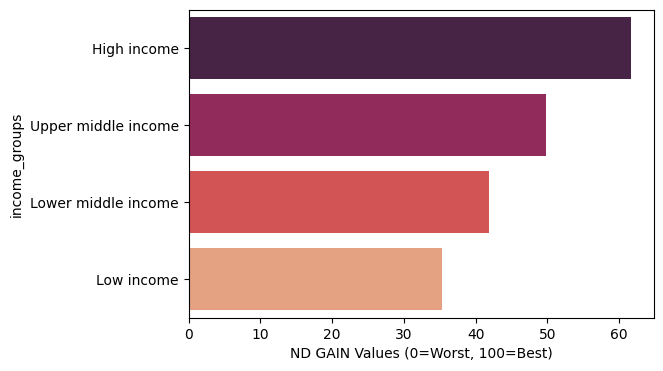 High income
Upper middle income
Lower middle income
Low income
income_groups
0 10 20 30 40 50 60
ND GAIN Values (0=Worst, 100=Best)